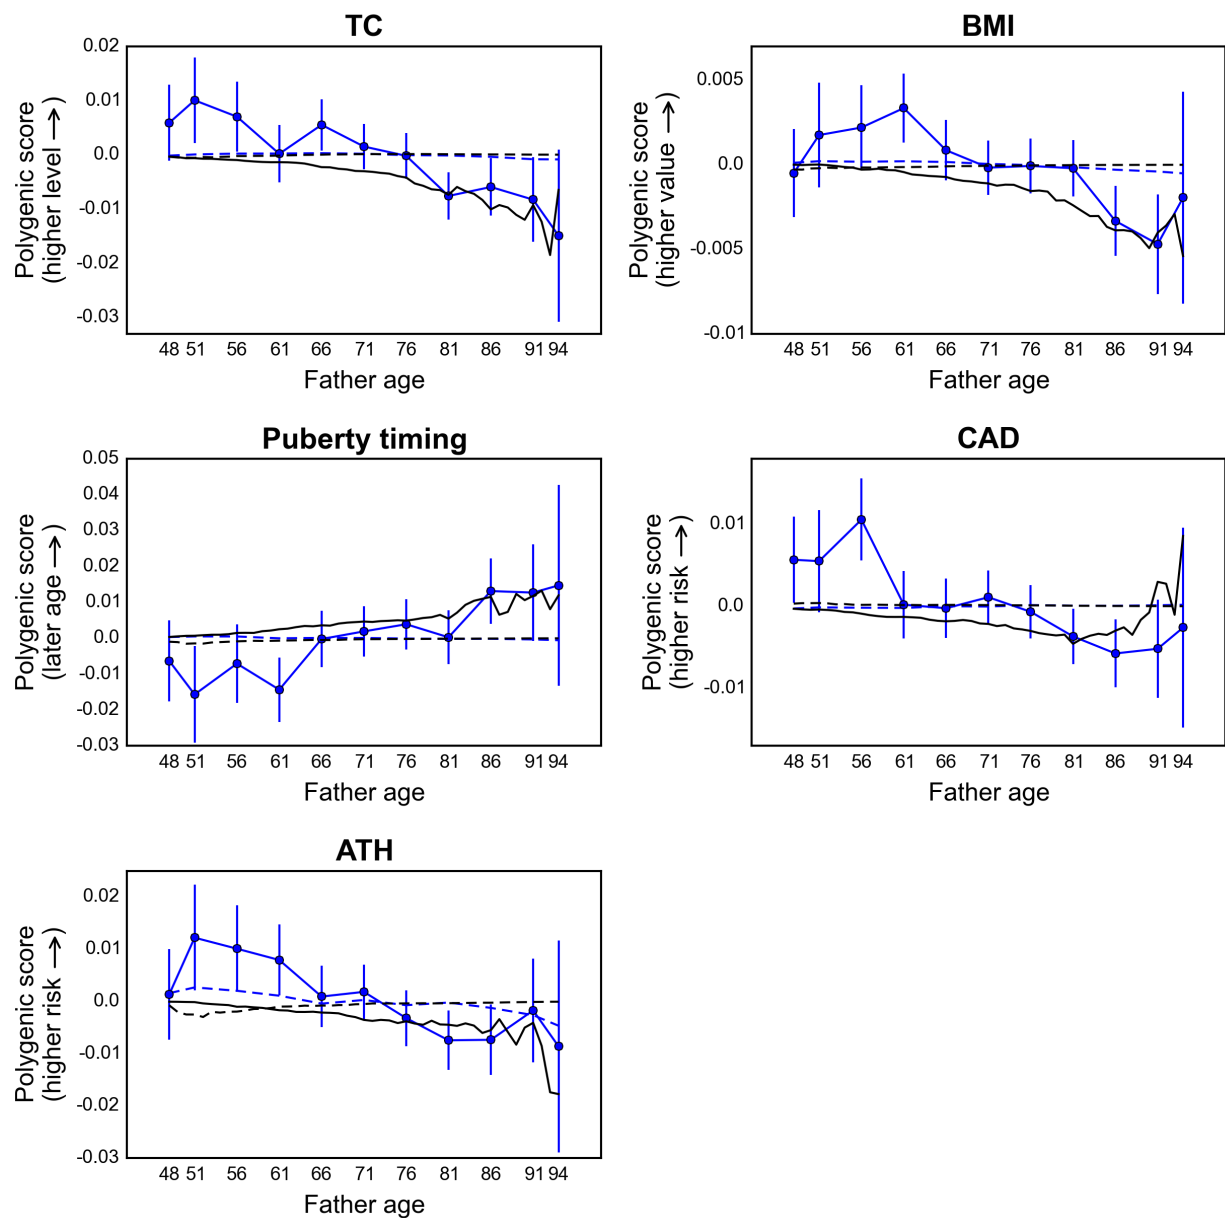 TC
Polygenic score
(higher level →)
0.02
0.01
0.0
-0.01
-0.02
-0.03
48 51 56 61 66 71 76 81 86 91 94
Father age
BMI
Polygenic score
(higher value →)
0.005
0.0
-0.005
-0.01
48 51 56 61 66 71 76 81 86 91 94
Father age
Puberty timing
Polygenic score
(later age →)
0.05
0.04
0.03
0.02
0.01
0.0
-0.01
-0.02
-0.03
48 51 56 61 66 71 76 81 86 91 94
Father age
CAD
Polygenic score
(higher risk →)
0.01
0.0
-0.01
48 51 56 61 66 71 76 81 86 91 94
Father age
ATH
Polygenic score
(higher risk →)
0.02
0.01
0.0
-0.01
-0.02
-0.03
48 51 56 61 66 71 76 81 86 91 94
Father age